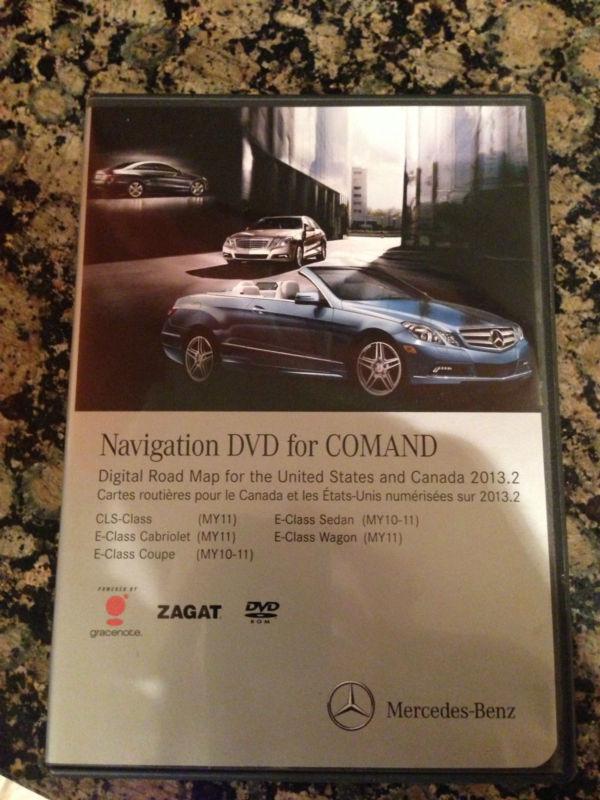 Navigation DVD for COMAND
Digital Road Map for the United States and Canada 2013.2
Cartes routières pour le Canada et les États-Unis numérisées sur 2013.2
CLS-Class (MY11) E-Class Sedan (MY10-11)
E-Class Cabriolet (MY11) E-Class Wagon (MY11)
E-Class Coupe (MY10-11)
POWERED BY
gracenote. ZAGAT DVD
ROM
Mercedes-Benz